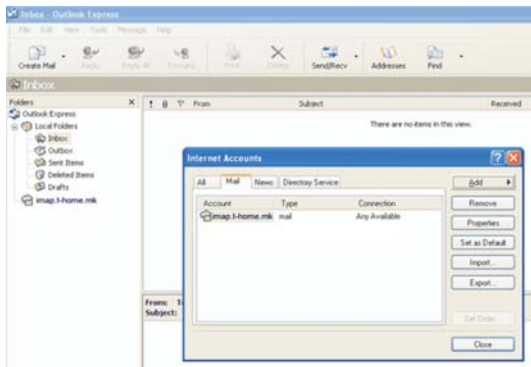 Inbox - Outlook Express
File Edit View Tools Message Help
Create Mail Reply Reply All Forward Print Delete Send/Recv Addresses Find
Inbox
Folders X ! From Subject Received
Outlook Express
There are no items in this view.
Local Folders
Inbox
Outbox
Sent Items
Deleted Items
Drafts
imap.t-home.mk
Internet Accounts
All Mail News Directory Service
Add
Account Type Connection
Remove
imap.t-home.mk mail Any Available
Properties
Set as Default
Import...
Export...
Set Order...
Close
From:
Subject: